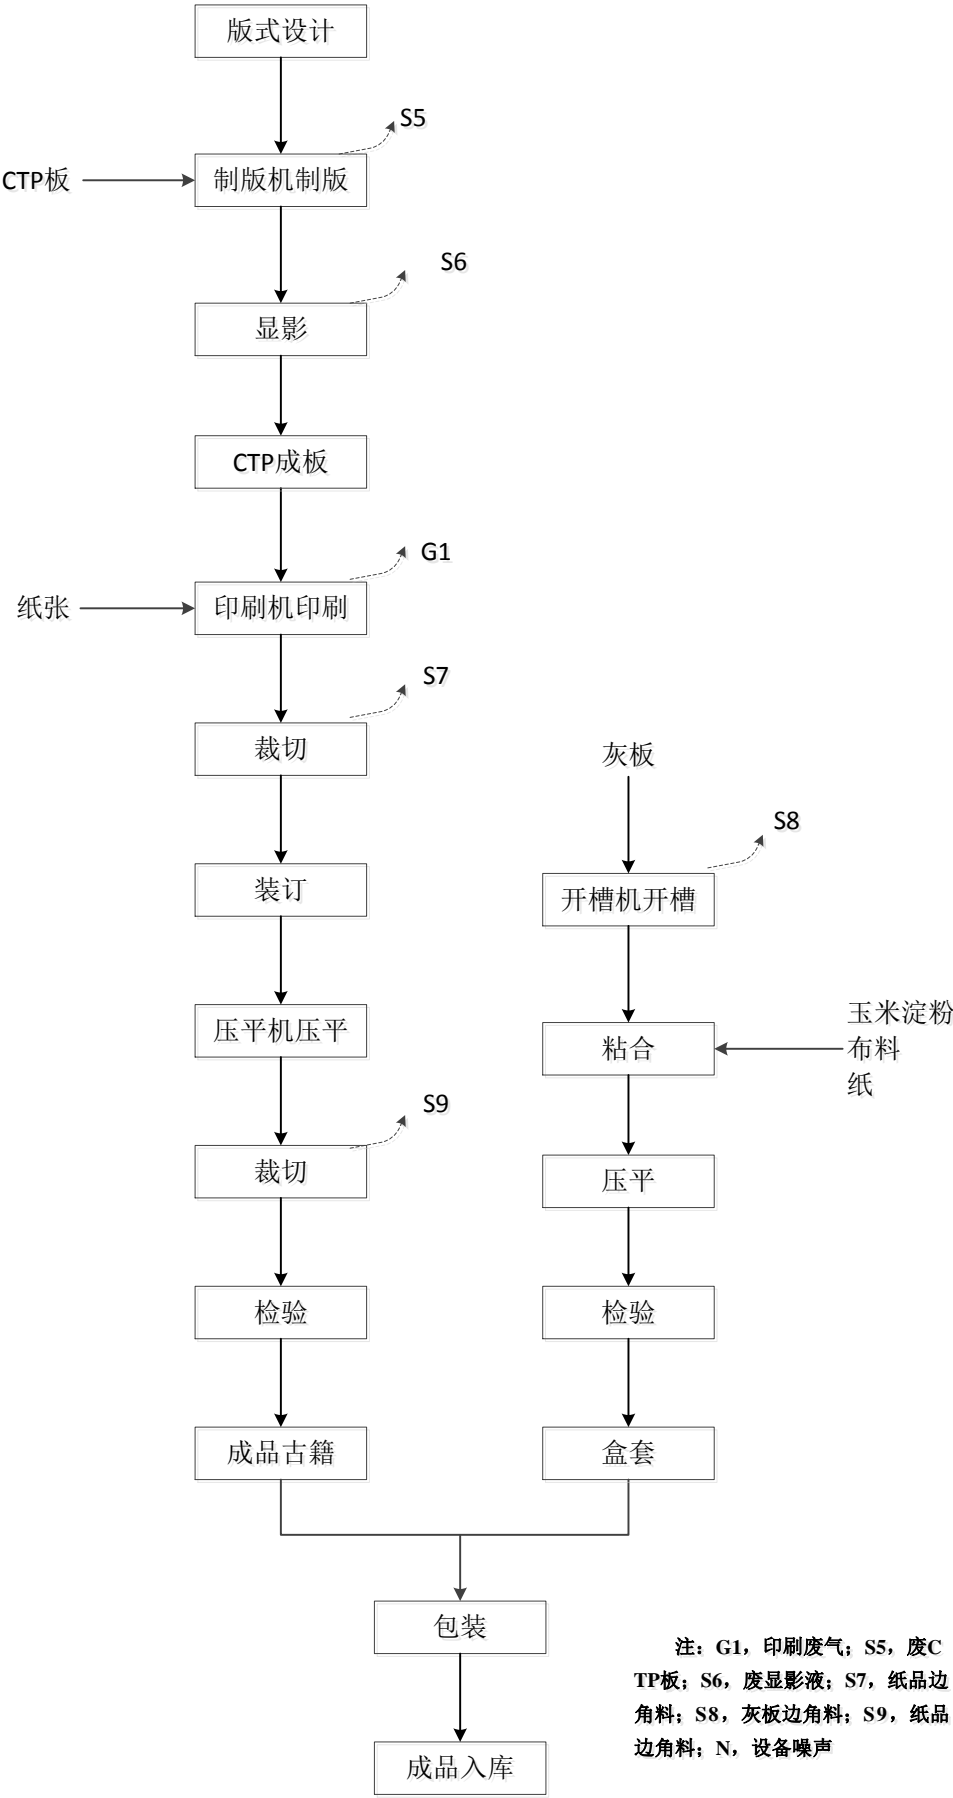 版式设计
S5
CTP板
制版机制版
S6
显影
CTP成板
G1
纸张
印刷机印刷
S7
裁切
装订
压平机压平
S9
裁切
检验
成品古籍
灰板
S8
开槽机开槽
粘合
玉米淀粉
布料
纸
压平
检验
盒套
包装
成品入库
注：G1，印刷废气；S5，废C
TP板；S6，废显影液；S7，纸品边
角料；S8，灰板边角料；S9，纸品
边角料；N，设备噪声